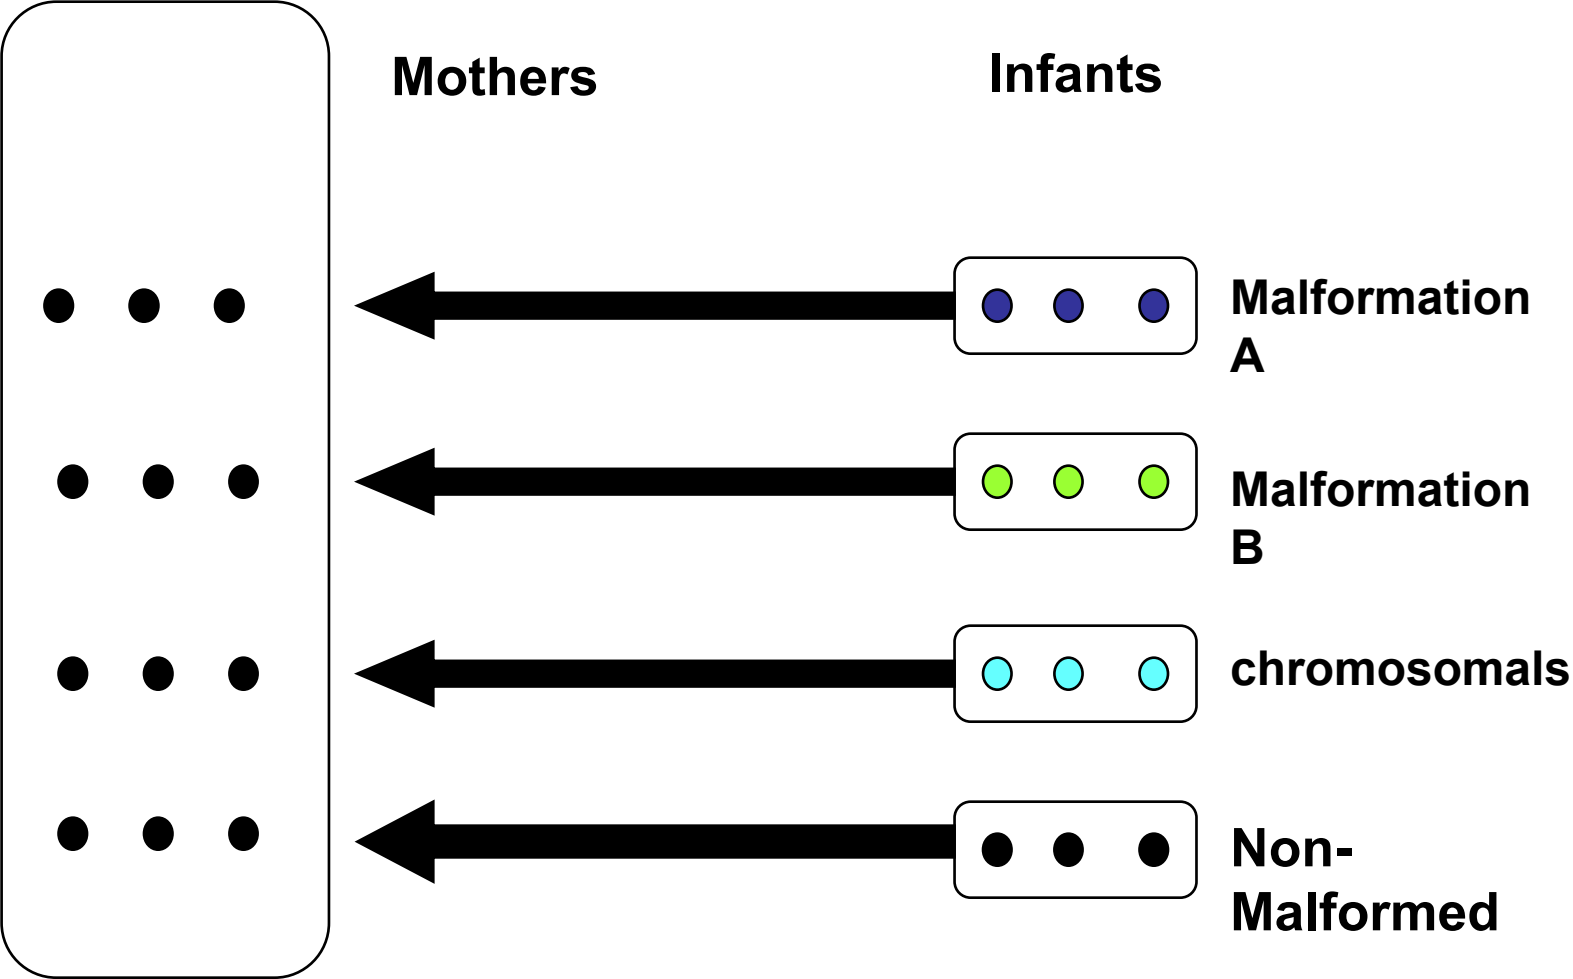 Mothers
Infants
Malformation
A
Malformation
B
chromosomals
Non-
Malformed